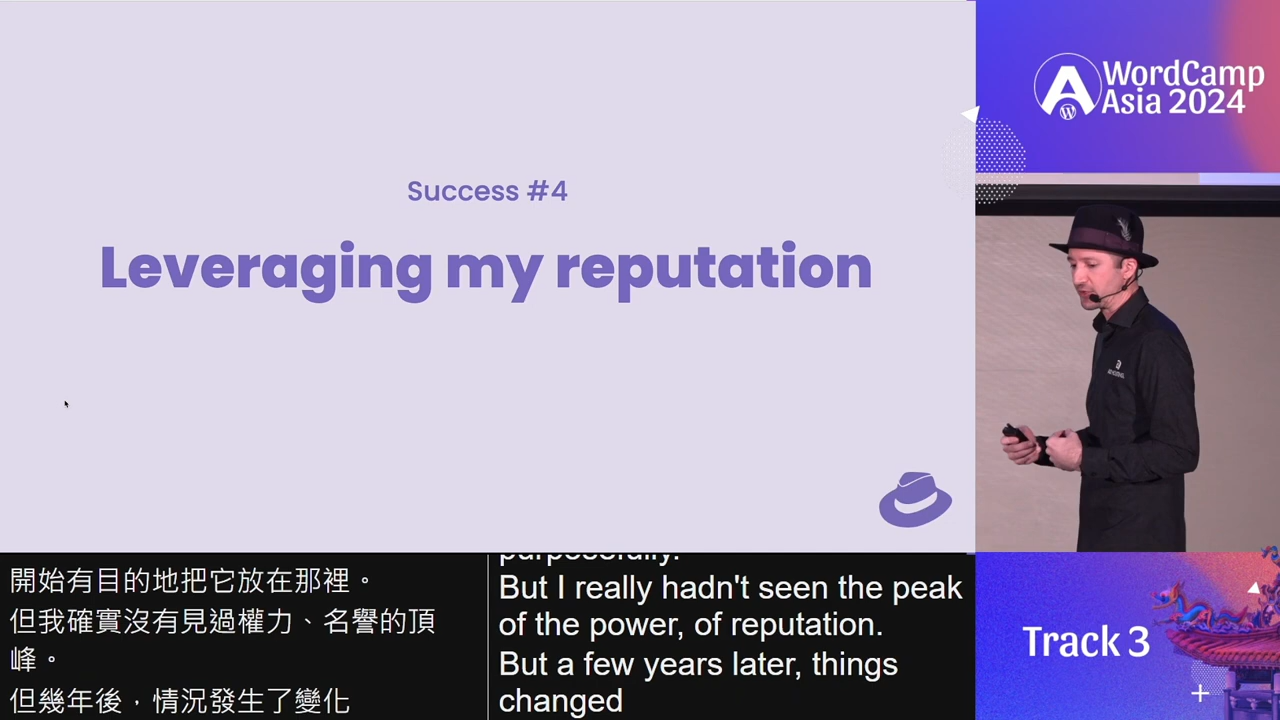 Success #4
Leveraging my reputation
WordCamp
Asia 2024
開始有目的地把它放在那裡。
但我確實沒有見過權力、名譽的頂
峰。
但幾年後，情況發生了變化
purposefully.
But I really hadn't seen the peak
of the power, of reputation.
But a few years later, things
changed
Track 3